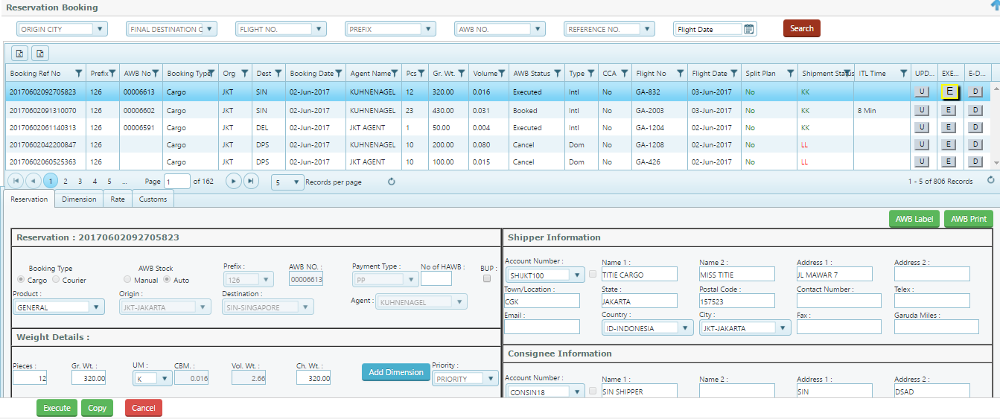 Reservation Booking
ORIGIN CITY FINAL DESTINATION C FLIGHT NO. PREFIX AWB NO. REFERENCE NO. Flight Date Search
Booking Ref No Prefix AWB No Booking Type Org Dest Booking Date Agent Name Pcs Gr. Wt. Volume AWB Status Type CCA Flight No Flight Date Split Plan Shipment Status ITL Time UPD... EXE... E-D...
20170602092705823 126 00006613 Cargo JKT SIN 02-Jun-2017 KUHNENAGEL 12 320.00 0.016 Executed Intl No GA-832 03-Jun-2017 No KK U E D
20170602091310070 126 00006602 Cargo JKT SIN 02-Jun-2017 KUHNENAGEL 23 430.00 0.031 Booked Intl No GA-2003 03-Jun-2017 No KK 8 Min U E D
20170602061140313 126 00006591 Cargo JKT DEL 02-Jun-2017 JKT AGENT 1 50.00 0.004 Executed Intl No GA-1204 02-Jun-2017 No KK U E D
20170602042200847 126 Cargo JKT DPS 02-Jun-2017 KUHNENAGEL 10 200.00 0.080 Cancel Dom No GA-1208 02-Jun-2017 No LL U E D
20170602060525363 126 Cargo JKT DPS 02-Jun-2017 JKT AGENT 10 100.00 0.015 Cancel Dom No GA-426 02-Jun-2017 No LL U E D
1 2 3 4 5 ... Page 1 of 162 5 Records per page 1 - 5 of 806 Records
Reservation Dimension Rate Customs
AWB Label AWB Print
Reservation : 20170602092705823
Booking Type AWB Stock Prefix : AWB NO. : Payment Type : No of HAWB : BUP :
Cargo Courier Manual Auto 126 00006613 PP
Product : Origin : Destination : Agent : KUHNENAGEL
GENERAL JKT-JAKARTA SIN-SINGAPORE
Weight Details :
Pieces : Gr. Wt. : UM : CBM. : Vol. Wt. : Ch. Wt. : Add Dimension Priority :
12 320.00 K 0.016 2.66 320.00 PRIORITY
Shipper Information
Account Number : Name 1 : Name 2 : Address 1 : Address 2 :
SHIJKT100 TITIE CARGO MISS TITIE JL MAWAR 7
Town/Location : State : Postal Code : Contact Number : Telex :
CGK JAKARTA 157523
Email : Country : City : Fax : Garuda Miles :
ID-INDONESIA JKT-JAKARTA
Consignee Information
Account Number : Name 1 : Name 2 : Address 1 : Address 2 :
CONSIN18 SIN SHIPPER SIN DSAD
Execute Copy Cancel